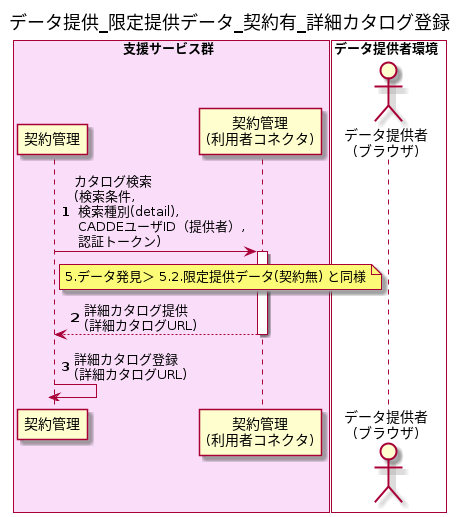 データ提供_限定提供データ_契約有_詳細カタログ登録
支援サービス群
データ提供者環境
契約管理
契約管理
(利用者コネクタ)
データ提供者
(ブラウザ)
カタログ検索
(検索条件,
1 検索種別(detail),
CADDEユーザID（提供者）,
認証トークン)
5.データ発見＞ 5.2.限定提供データ(契約無) と同様
2 詳細カタログ提供
(詳細カタログURL)
3 詳細カタログ登録
(詳細カタログURL)
契約管理
契約管理
(利用者コネクタ)
データ提供者
(ブラウザ)